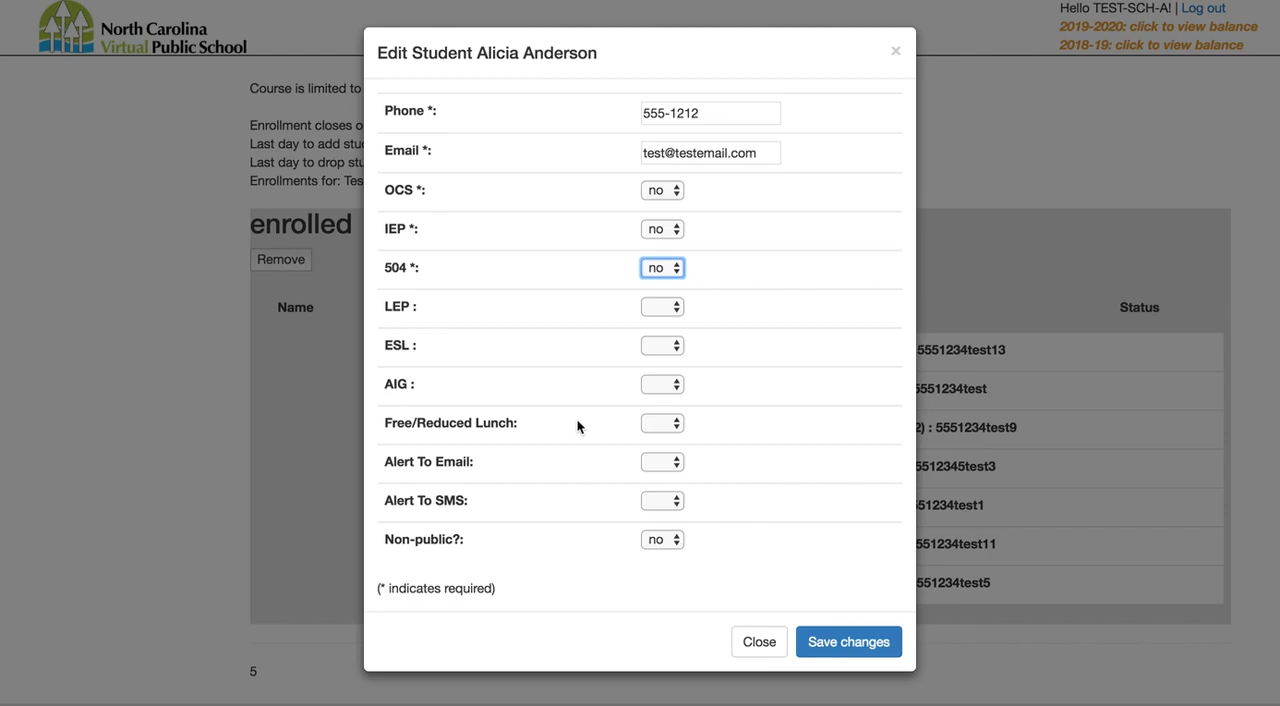 North Carolina
Virtual Public School
Hello TEST-SCH-A! | Log out
2019-2020: click to view balance
2018-19: click to view balance
Edit Student Alicia Anderson
×
Course is limited to
Enrollment closes
Last day to add
Last day to drop
Enrollments for:
enrolled
Remove
Name
Status
Phone *: 555-1212
Email *: test@testemail.com
OCS *: no
IEP *: no
504 *: no
LEP :
ESL :
AIG :
Free/Reduced Lunch:
Alert To Email:
Alert To SMS:
Non-public?: no
(* indicates required)
Close Save changes
5551234test13
5551234test
2) : 5551234test9
5512345test3
551234test1
551234test11
551234test5
5